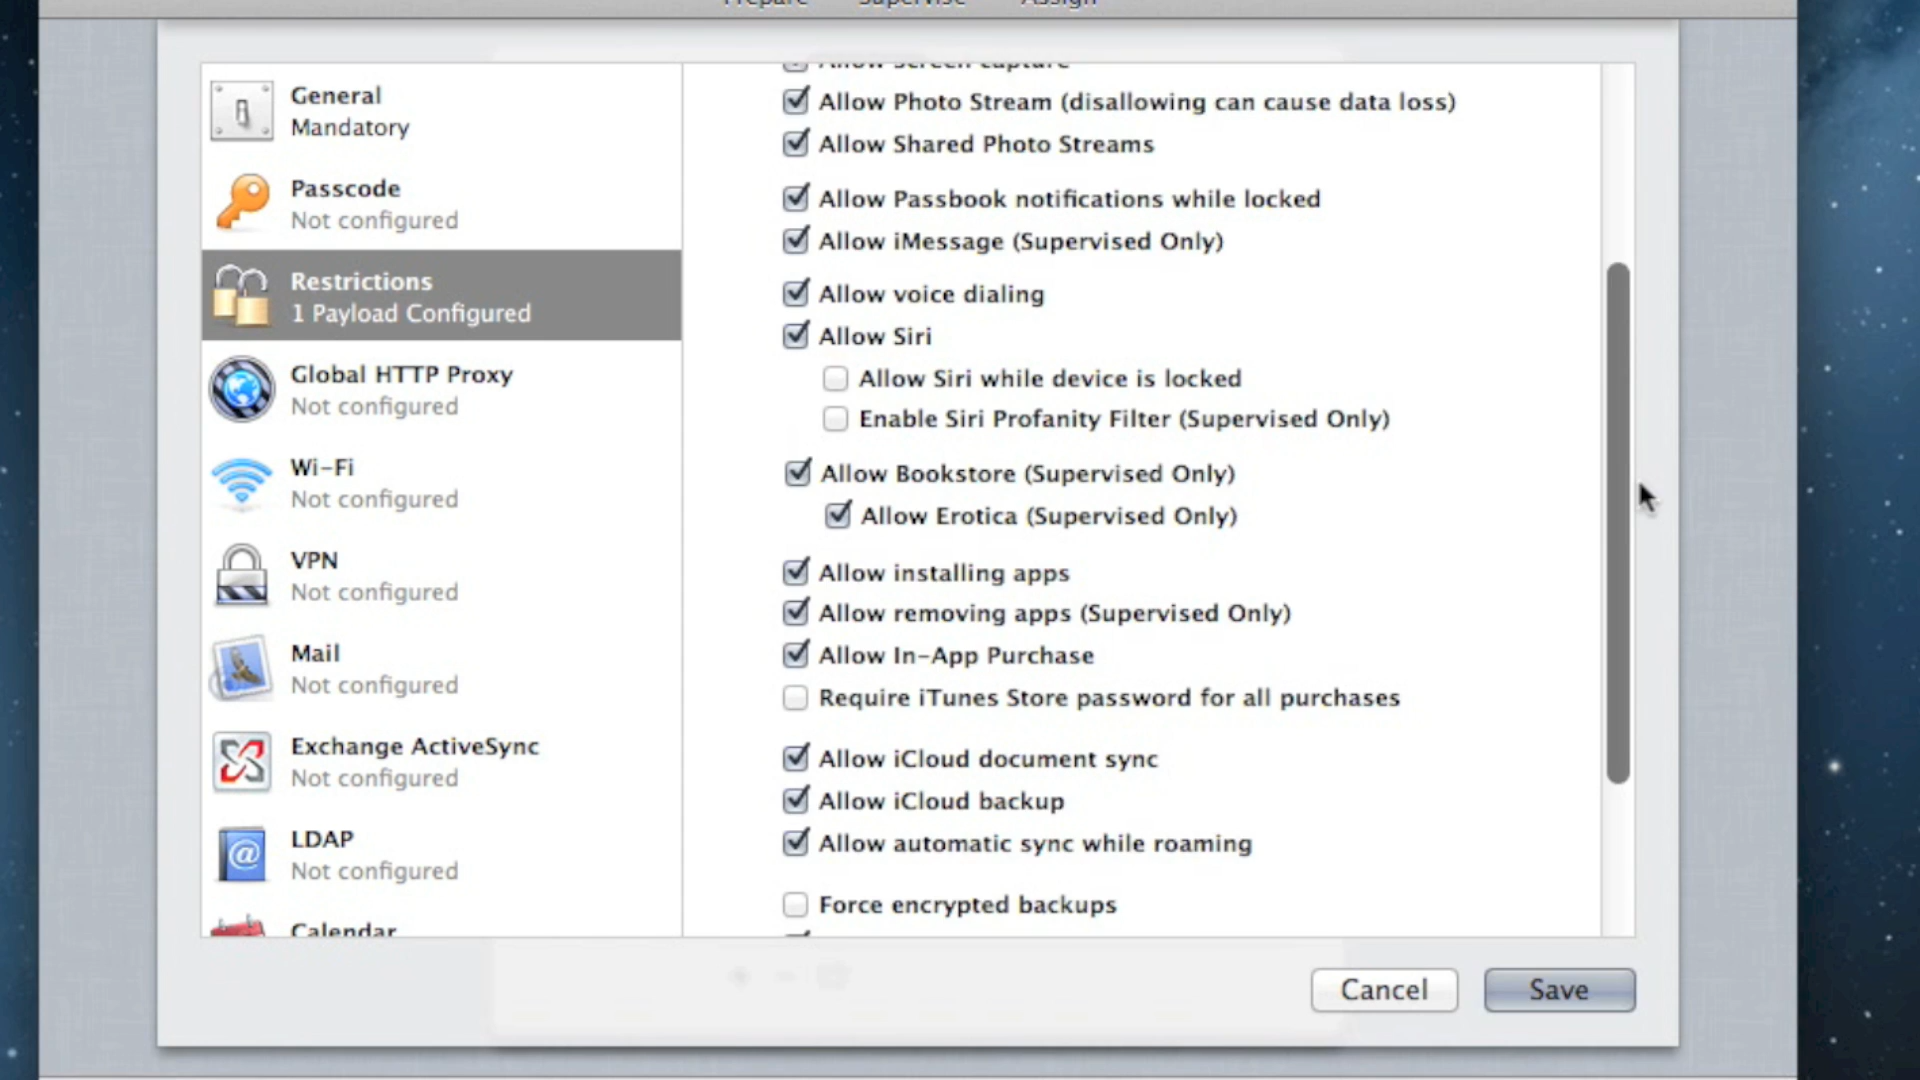 Prepare Supervise Assign
General
Mandatory
Passcode
Not configured
Restrictions
1 Payload Configured
Global HTTP Proxy
Not configured
Wi-Fi
Not configured
VPN
Not configured
Mail
Not configured
Exchange ActiveSync
Not configured
LDAP
Not configured
Calendar
Allow screen capture
Allow Photo Stream (disallowing can cause data loss)
Allow Shared Photo Streams
Allow Passbook notifications while locked
Allow iMessage (Supervised Only)
Allow voice dialing
Allow Siri
Allow Siri while device is locked
Enable Siri Profanity Filter (Supervised Only)
Allow Bookstore (Supervised Only)
Allow Erotica (Supervised Only)
Allow installing apps
Allow removing apps (Supervised Only)
Allow In-App Purchase
Require iTunes Store password for all purchases
Allow iCloud document sync
Allow iCloud backup
Allow automatic sync while roaming
Force encrypted backups
Cancel Save